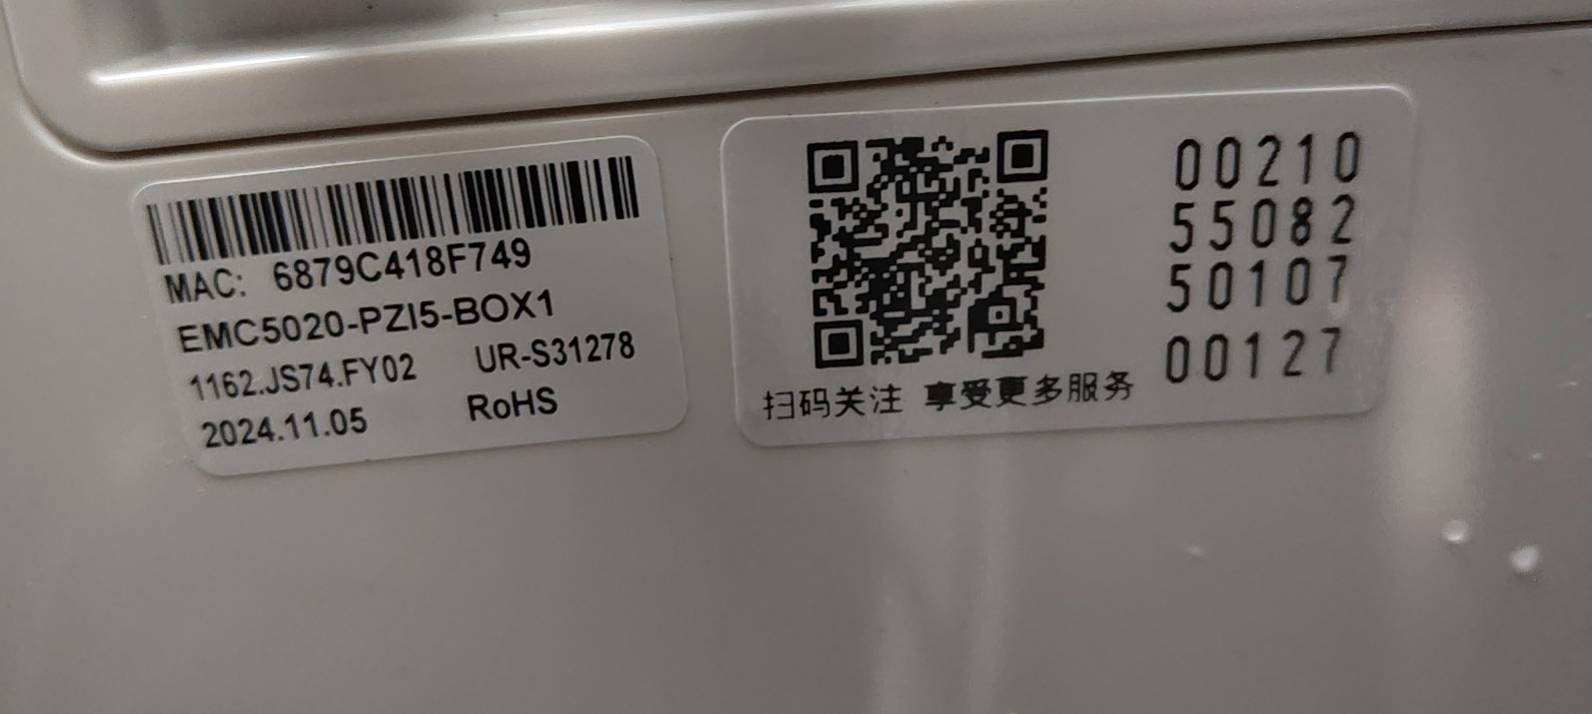 MAC: 6879C418F749
EMC5020-PZI5-BOX1
1162.JS74.FY02 UR-S31278
2024.11.05 RoHS
00210
55082
50107
00127
扫码关注 享受更多服务